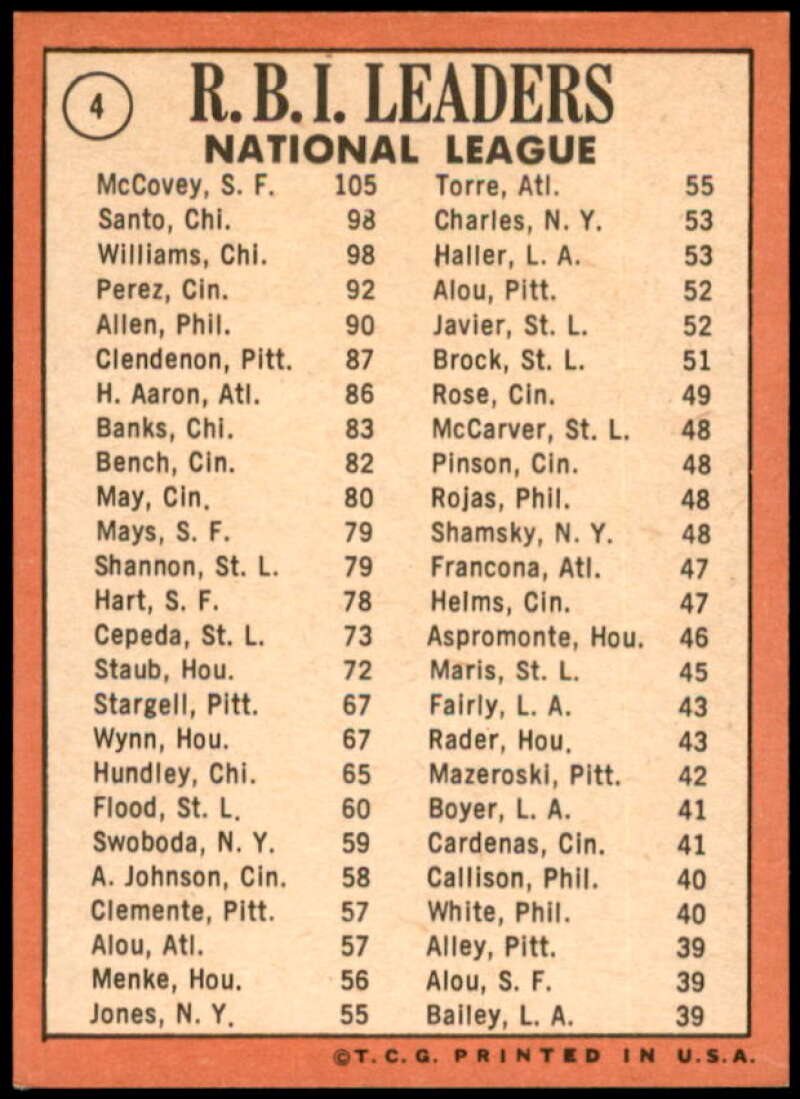 4
R. B. I. LEADERS
NATIONAL LEAGUE
McCovey, S. F. 105
Santo, Chi. 98
Williams, Chi. 98
Perez, Cin. 92
Allen, Phil. 90
Clendenon, Pitt. 87
H. Aaron, Atl. 86
Banks, Chi. 83
Bench, Cin. 82
May, Cin. 80
Mays, S. F. 79
Shannon, St. L. 79
Hart, S. F. 78
Cepeda, St. L. 73
Staub, Hou. 72
Stargell, Pitt. 67
Wynn, Hou. 67
Hundley, Chi. 65
Flood, St. L. 60
Swoboda, N. Y. 59
A. Johnson, Cin. 58
Clemente, Pitt. 57
Alou, Atl. 57
Menke, Hou. 56
Jones, N. Y. 55
Torre, Atl. 55
Charles, N. Y. 53
Haller, L. A. 53
Alou, Pitt. 52
Javier, St. L. 52
Brock, St. L. 51
Rose, Cin. 49
McCarver, St. L. 48
Pinson, Cin. 48
Rojas, Phil. 48
Shamsky, N. Y. 48
Francona, Atl. 47
Helms, Cin. 47
Aspromonte, Hou. 46
Maris, St. L. 45
Fairly, L. A. 43
Rader, Hou. 43
Mazeroski, Pitt. 42
Boyer, L. A. 41
Cardenas, Cin. 41
Callison, Phil. 40
White, Phil. 40
Alley, Pitt. 39
Alou, S. F. 39
Bailey, L. A. 39
©T. C. G. PRINTED IN U.S.A.